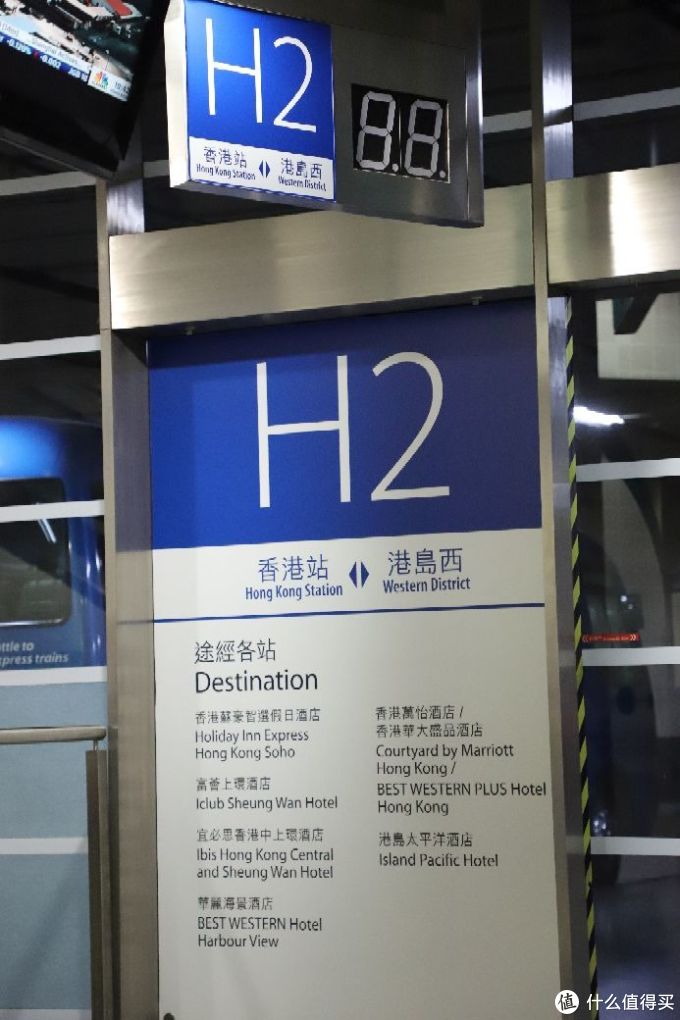 H2
88
香港站 港島西
Hong Kong Station Western District
H2
香港站 港島西
Hong Kong Station Western District
途經各站
Destination
香港蘇豪智選假日酒店
Holiday Inn Express
Hong Kong Soho
富薈上環酒店
Iclub Sheung Wan Hotel
宜必思香港中上環酒店
Ibis Hong Kong Central
and Sheung Wan Hotel
華麗海景酒店
BEST WESTERN Hotel
Harbour View
香港萬怡酒店 /
香港華大盛品酒店
Courtyard by Marriott
Hong Kong /
BEST WESTERN PLUS Hotel
Hong Kong
港島太平洋酒店
Island Pacific Hotel
ttle to
xpress trains
值 什么值得买